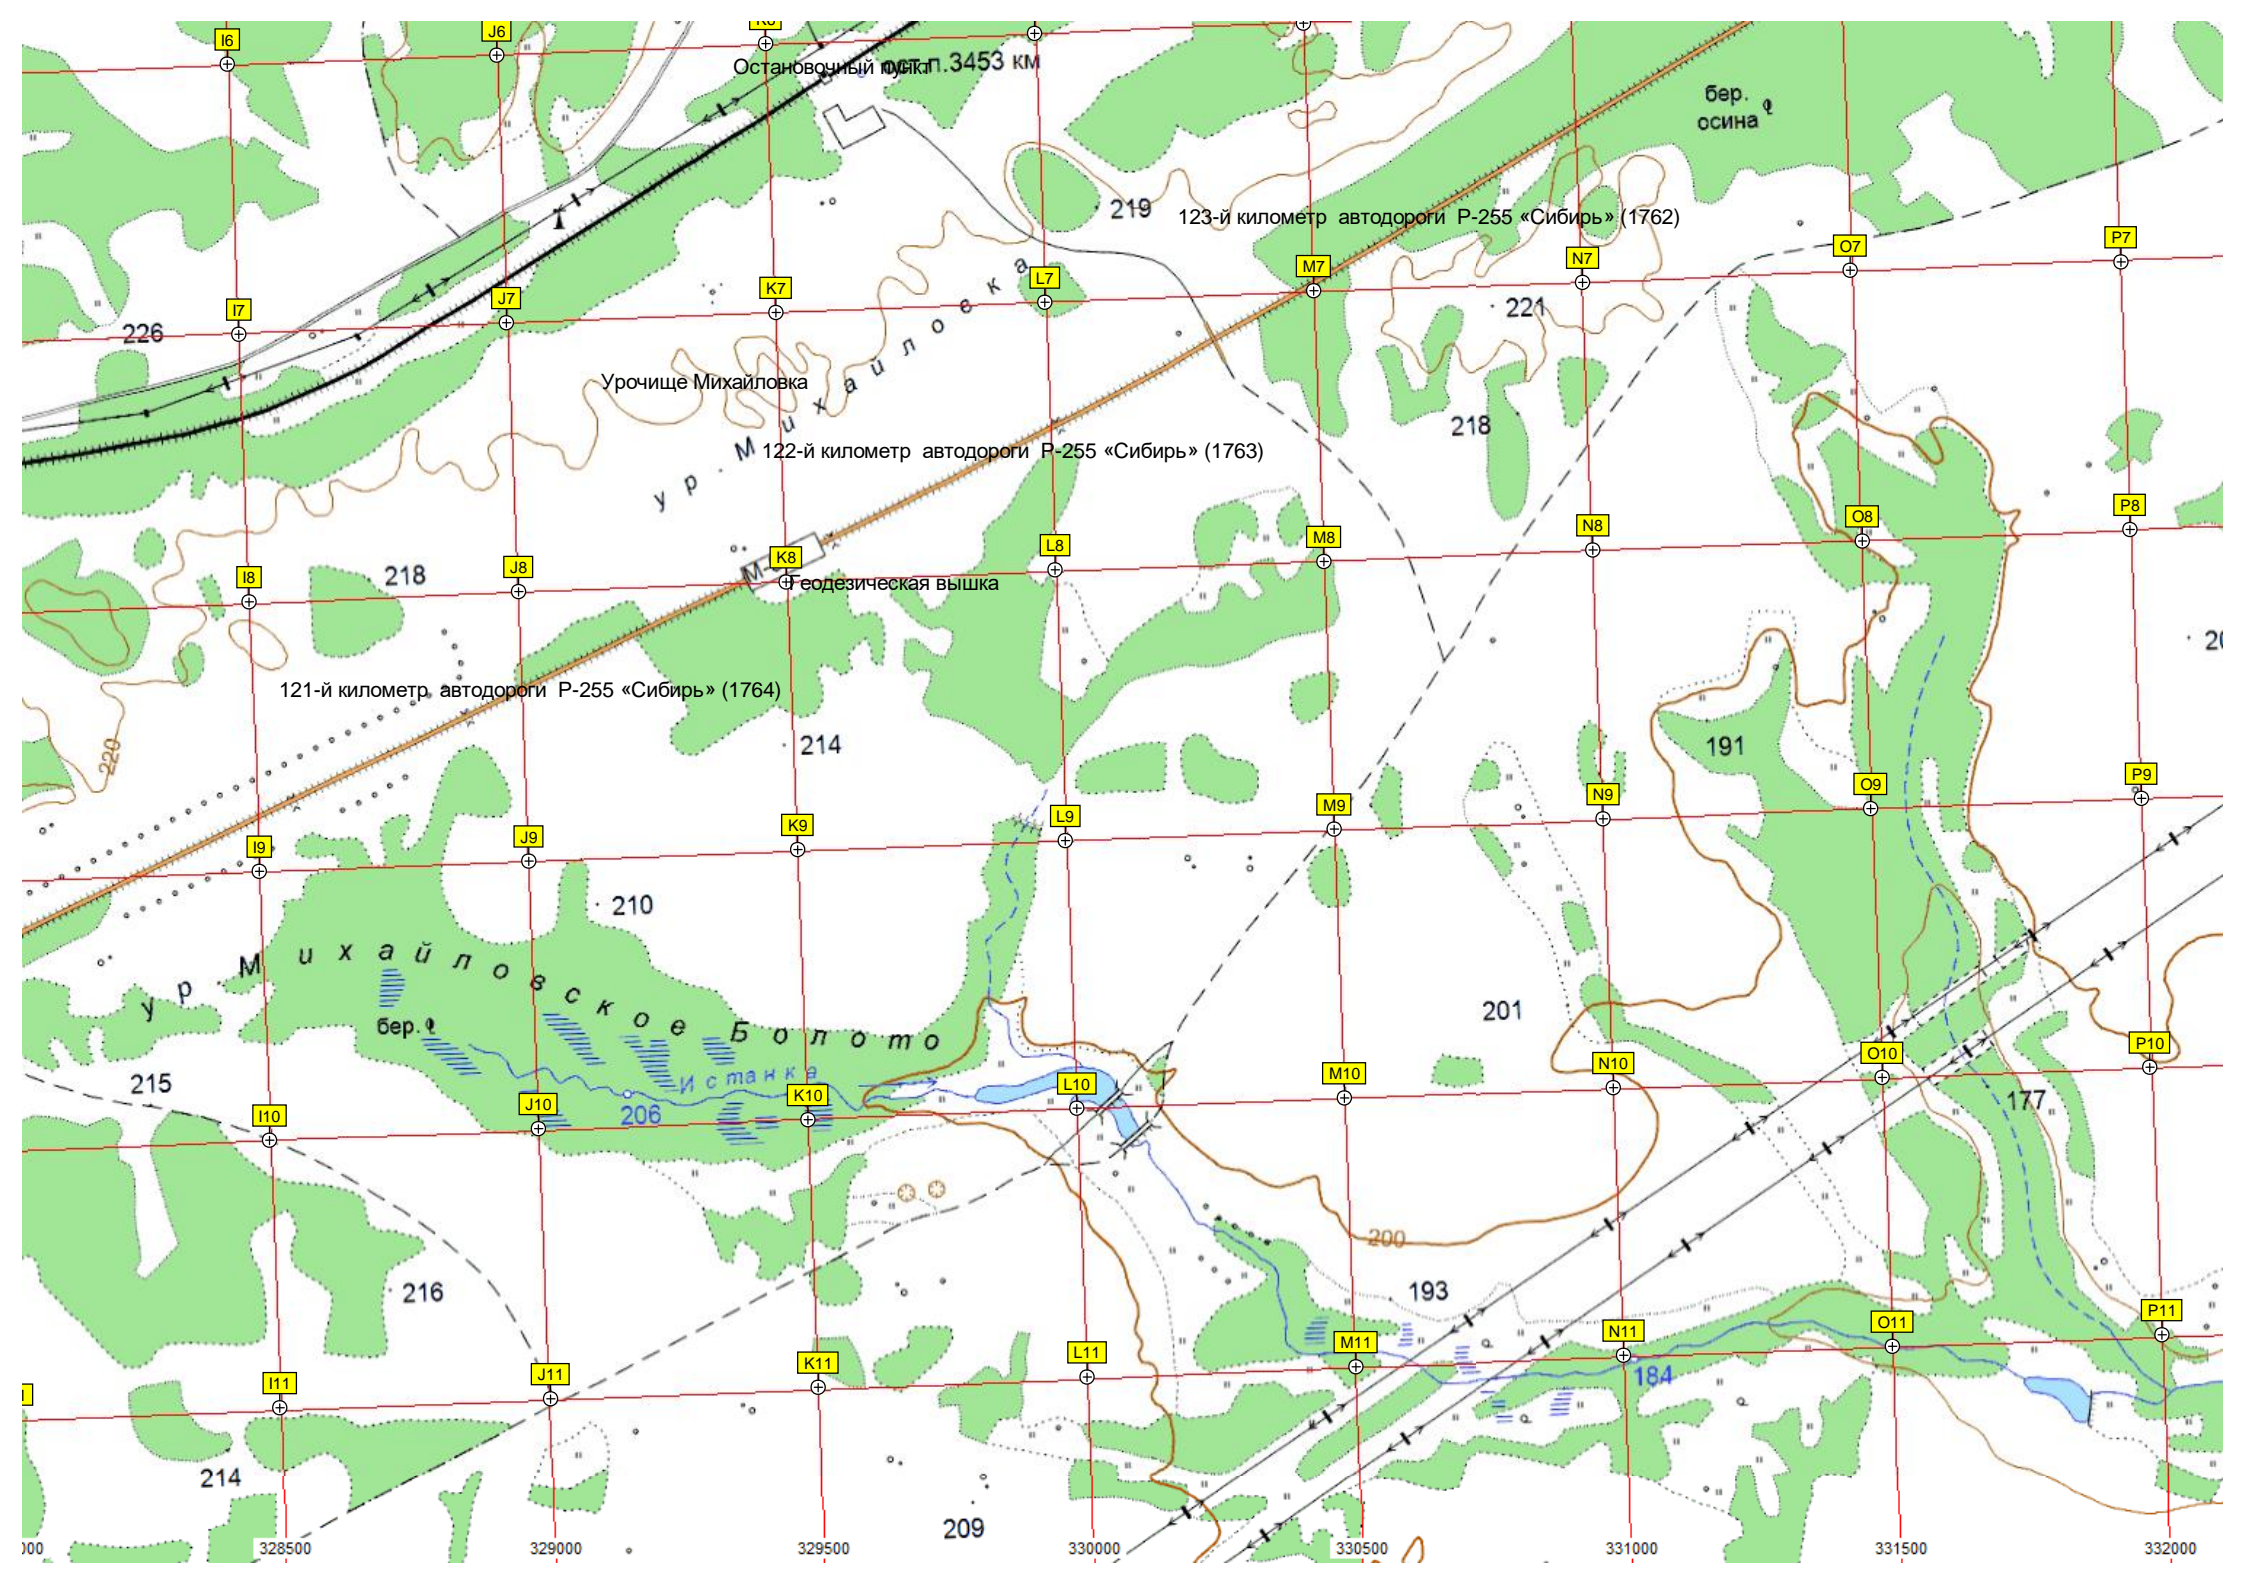 I6
J6
Остановочный пункт
ост.п.3453 км
бер.
осина
219
123-й километр автодороги Р-255 «Сибирь» (1762)
P7
O7
N7
M7
L7
K7
J7
I7
226
221
ур. Михайловка
Урочище Михайловка
218
122-й километр автодороги Р-255 «Сибирь» (1763)
P8
O8
N8
M8
L8
K8
J8
I8
218
Геодезическая вышка
121-й километр автодороги Р-255 «Сибирь» (1764)
220
214
191
P9
O9
N9
M9
L9
K9
J9
I9
210
ур. Михайловское Болото
бер.
201
215
Истанка
206
P10
O10
N10
M10
L10
K10
J10
I10
177
200
216
193
P11
O11
N11
M11
L11
K11
J11
I11
184
214
209
328500
329000
329500
330000
330500
331000
331500
332000